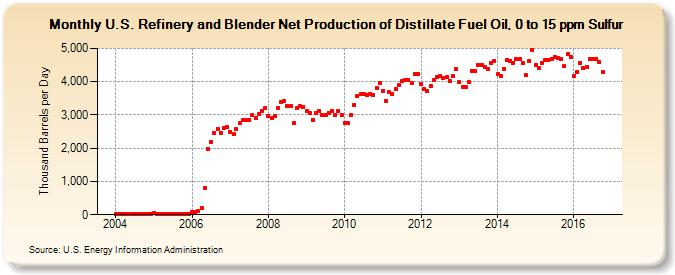 Monthly U.S. Refinery and Blender Net Production of Distillate Fuel Oil, 0 to 15 ppm Sulfur
Thousand Barrels per Day
5,000
4,000
3,000
2,000
1,000
0
2004 2006 2008 2010 2012 2014 2016
Source: U.S. Energy Information Administration